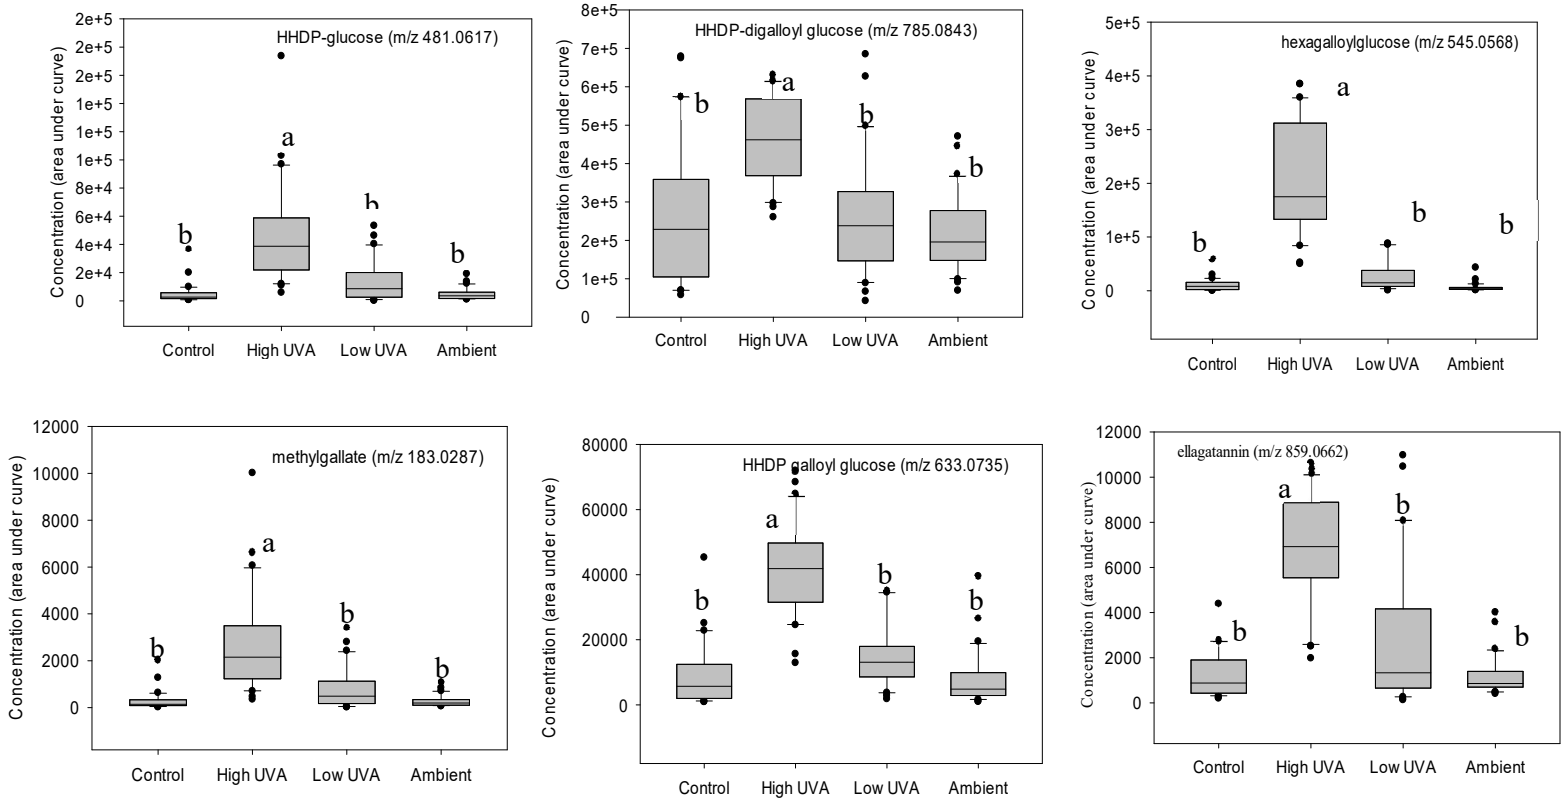 HHDP-glucose (m/z 481.0617)
Concentration (area under curve)
2e+5
2e+5
2e+5
1e+5
1e+5
1e+5
8e+4
6e+4
4e+4
2e+4
0
b
a
b
b
Control High UVA Low UVA Ambient
HHDP-digalloyl glucose (m/z 785.0843)
Concentration (area under curve)
8e+5
7e+5
6e+5
5e+5
4e+5
3e+5
2e+5
1e+5
0
b
a
b
b
Control High UVA Low UVA Ambient
hexagalloylglucose (m/z 545.0568)
Concentration (area under curve)
5e+5
4e+5
3e+5
2e+5
1e+5
0
b
a
b
b
Control High UVA Low UVA Ambient
methylgallate (m/z 183.0287)
Concentration (area under curve)
12000
10000
8000
6000
4000
2000
0
b
a
b
b
Control High UVA Low UVA Ambient
HHDP galloyl glucose (m/z 633.0735)
Concentration (area under curve)
80000
60000
40000
20000
0
b
a
b
b
Control High UVA Low UVA Ambient
ellagatannin (m/z 859.0662)
Concentration (area under curve)
12000
10000
8000
6000
4000
2000
0
b
a
b
b
Control High UVA Low UVA Ambient